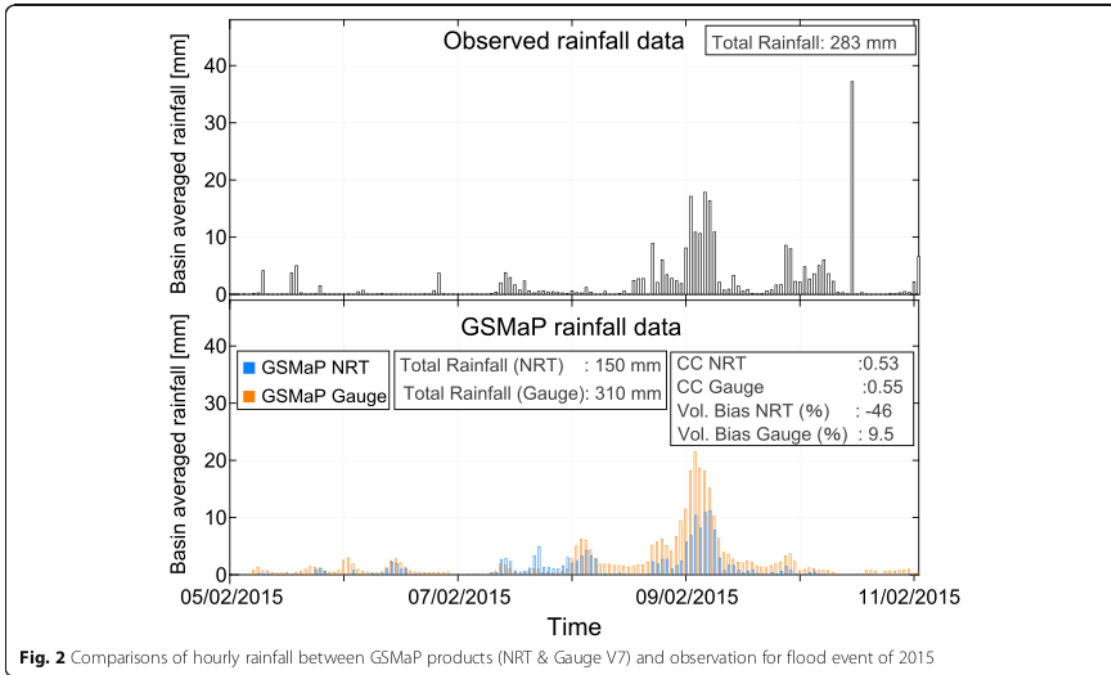 Observed rainfall data
Total Rainfall: 283 mm
Basin averaged rainfall [mm]
40
30
20
10
0
GSMaP rainfall data
Basin averaged rainfall [mm]
40
30
20
10
0
GSMaP NRT
GSMaP Gauge
Total Rainfall (NRT) : 150 mm
Total Rainfall (Gauge): 310 mm
CC NRT :0.53
CC Gauge :0.55
Vol. Bias NRT (%) : -46
Vol. Bias Gauge (%) : 9.5
05/02/2015 07/02/2015 09/02/2015 11/02/2015
Time
Fig. 2 Comparisons of hourly rainfall between GSMaP products (NRT & Gauge V7) and observation for flood event of 2015